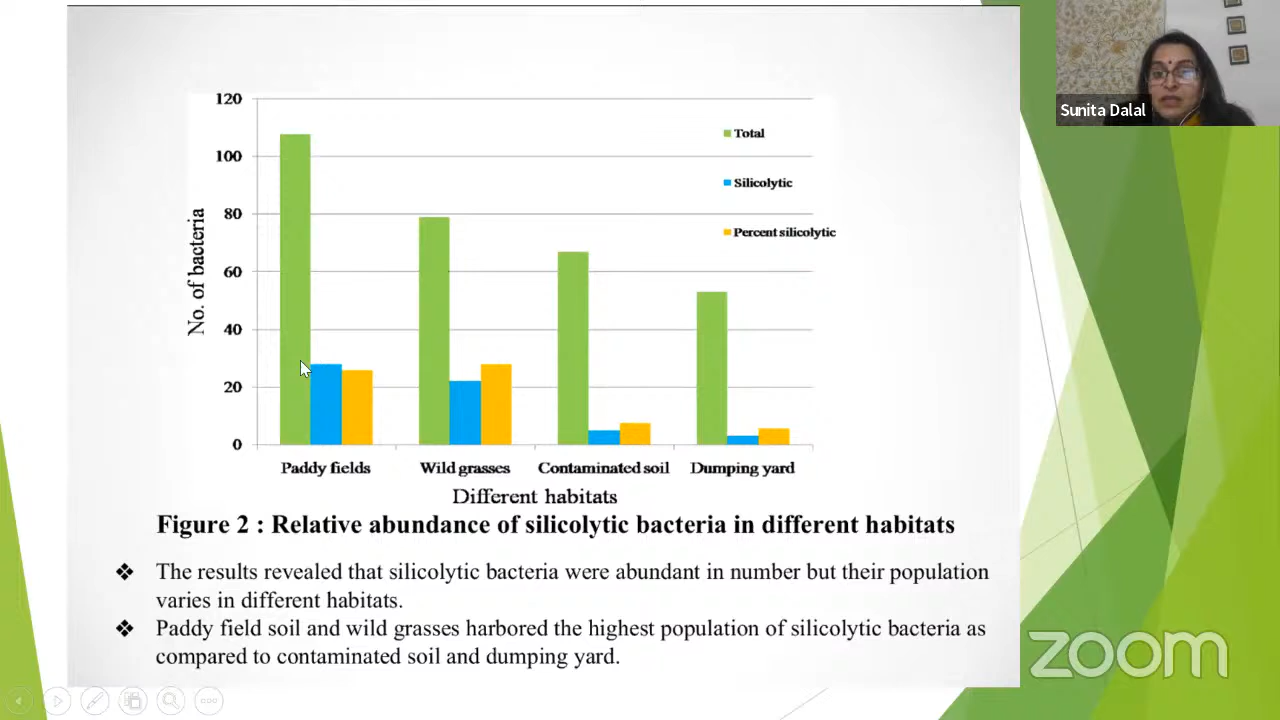 Sunita Dalal
120
100
80
60
40
20
0
No. of bacteria
Total
Silicolytic
Percent silicolytic
Paddy fields
Wild grasses
Contaminated soil
Dumping yard
Different habitats
Figure 2 : Relative abundance of silicolytic bacteria in different habitats
❖ The results revealed that silicolytic bacteria were abundant in number but their population
varies in different habitats.
❖ Paddy field soil and wild grasses harbored the highest population of silicolytic bacteria as
compared to contaminated soil and dumping yard.
zoom